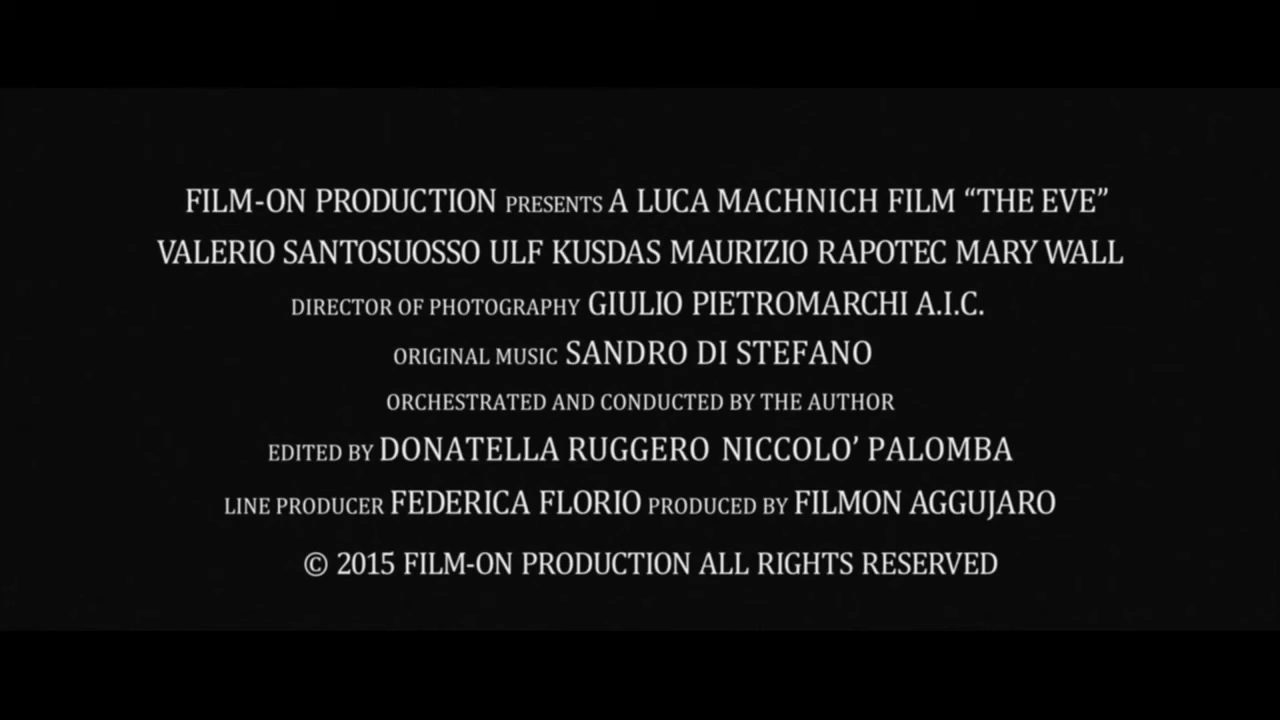 FILM-ON PRODUCTION PRESENTS A LUCA MACHNICH FILM “THE EVE”
VALERIO SANTOSUOSSO ULF KUSDAS MAURIZIO RAPOTEC MARY WALL
DIRECTOR OF PHOTOGRAPHY GIULIO PIETROMARCHI A.I.C.
ORIGINAL MUSIC SANDRO DI STEFANO
ORCHESTRATED AND CONDUCTED BY THE AUTHOR
EDITED BY DONATELLA RUGGERO NICCOLO’ PALOMBA
LINE PRODUCER FEDERICA FLORIO PRODUCED BY FILMON AGGUJARO
© 2015 FILM-ON PRODUCTION ALL RIGHTS RESERVED